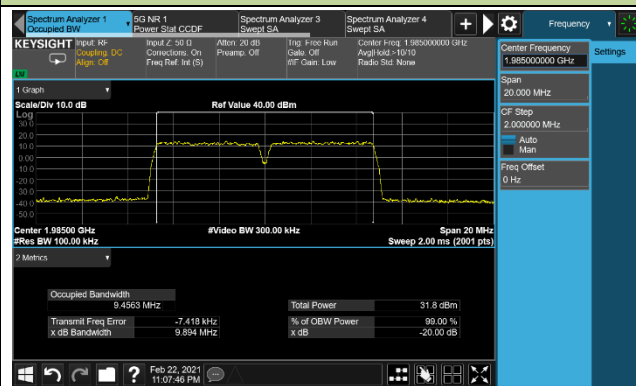 Spectrum Analyzer 1
Occupied BW
5G NR 1
Power Stat CCDF
Spectrum Analyzer 3
Swept SA
Spectrum Analyzer 4
Swept SA
Frequency
KEYSIGHT
Input: RF
Coupling: DC
Align: Off
Input Z: 50 Ω
Corrections: On
Freq Ref: Int (S)
Atten: 20 dB
Preamp: Off
Trig: Free Run
Gate: Off
#IF Gain: Low
Center Freq: 1.985000000 GHz
Avg|Hold:>10/10
Radio Std: None
Center Frequency
1.985000000 GHz
Settings
Span
20.000 MHz
CF Step
2.000000 MHz
Auto
Man
Freq Offset
0 Hz
1 Graph
Scale/Div 10.0 dB
Ref Value 40.00 dBm
Log
30.0
20.0
10.0
0.00
-10.0
-20.0
-30.0
-40.0
-50.0
Center 1.98500 GHz
#Video BW 300.00 kHz
Span 20 MHz
#Res BW 100.00 kHz
Sweep 2.00 ms (2001 pts)
2 Metrics
Occupied Bandwidth
9.4563 MHz
Total Power
31.8 dBm
Transmit Freq Error
-7.418 kHz
% of OBW Power
99.00 %
x dB Bandwidth
9.894 MHz
x dB
-20.00 dB
Feb 22, 2021
11:07:46 PM